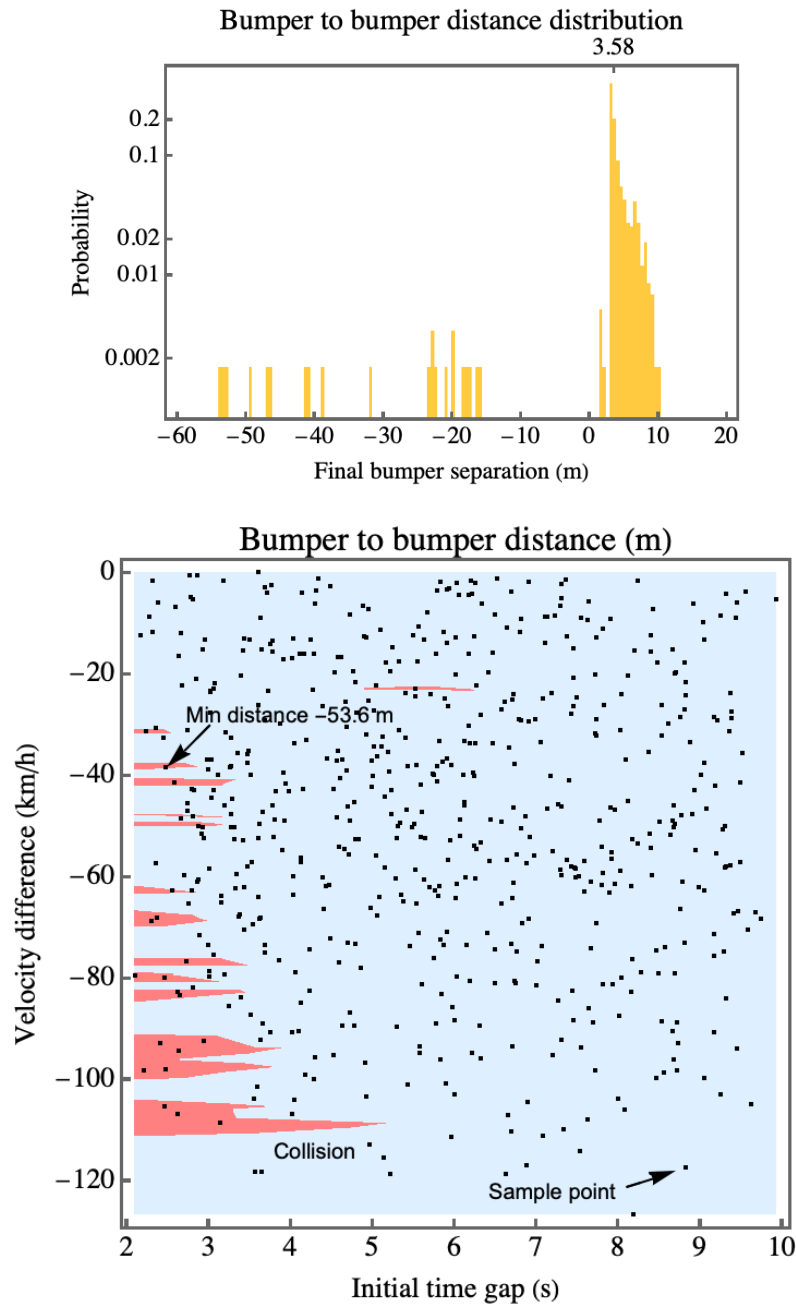 Bumper to bumper distance distribution
3.58
0.2
0.1
0.02
0.01
0.002
Probability
−60 −50 −40 −30 −20 −10 0 10 20
Final bumper separation (m)
Bumper to bumper distance (m)
0
−20
Min distance −53.6 m
−40
−60
−80
−100
Collision
−120
Sample point
Velocity difference (km/h)
2 3 4 5 6 7 8 9 10
Initial time gap (s)